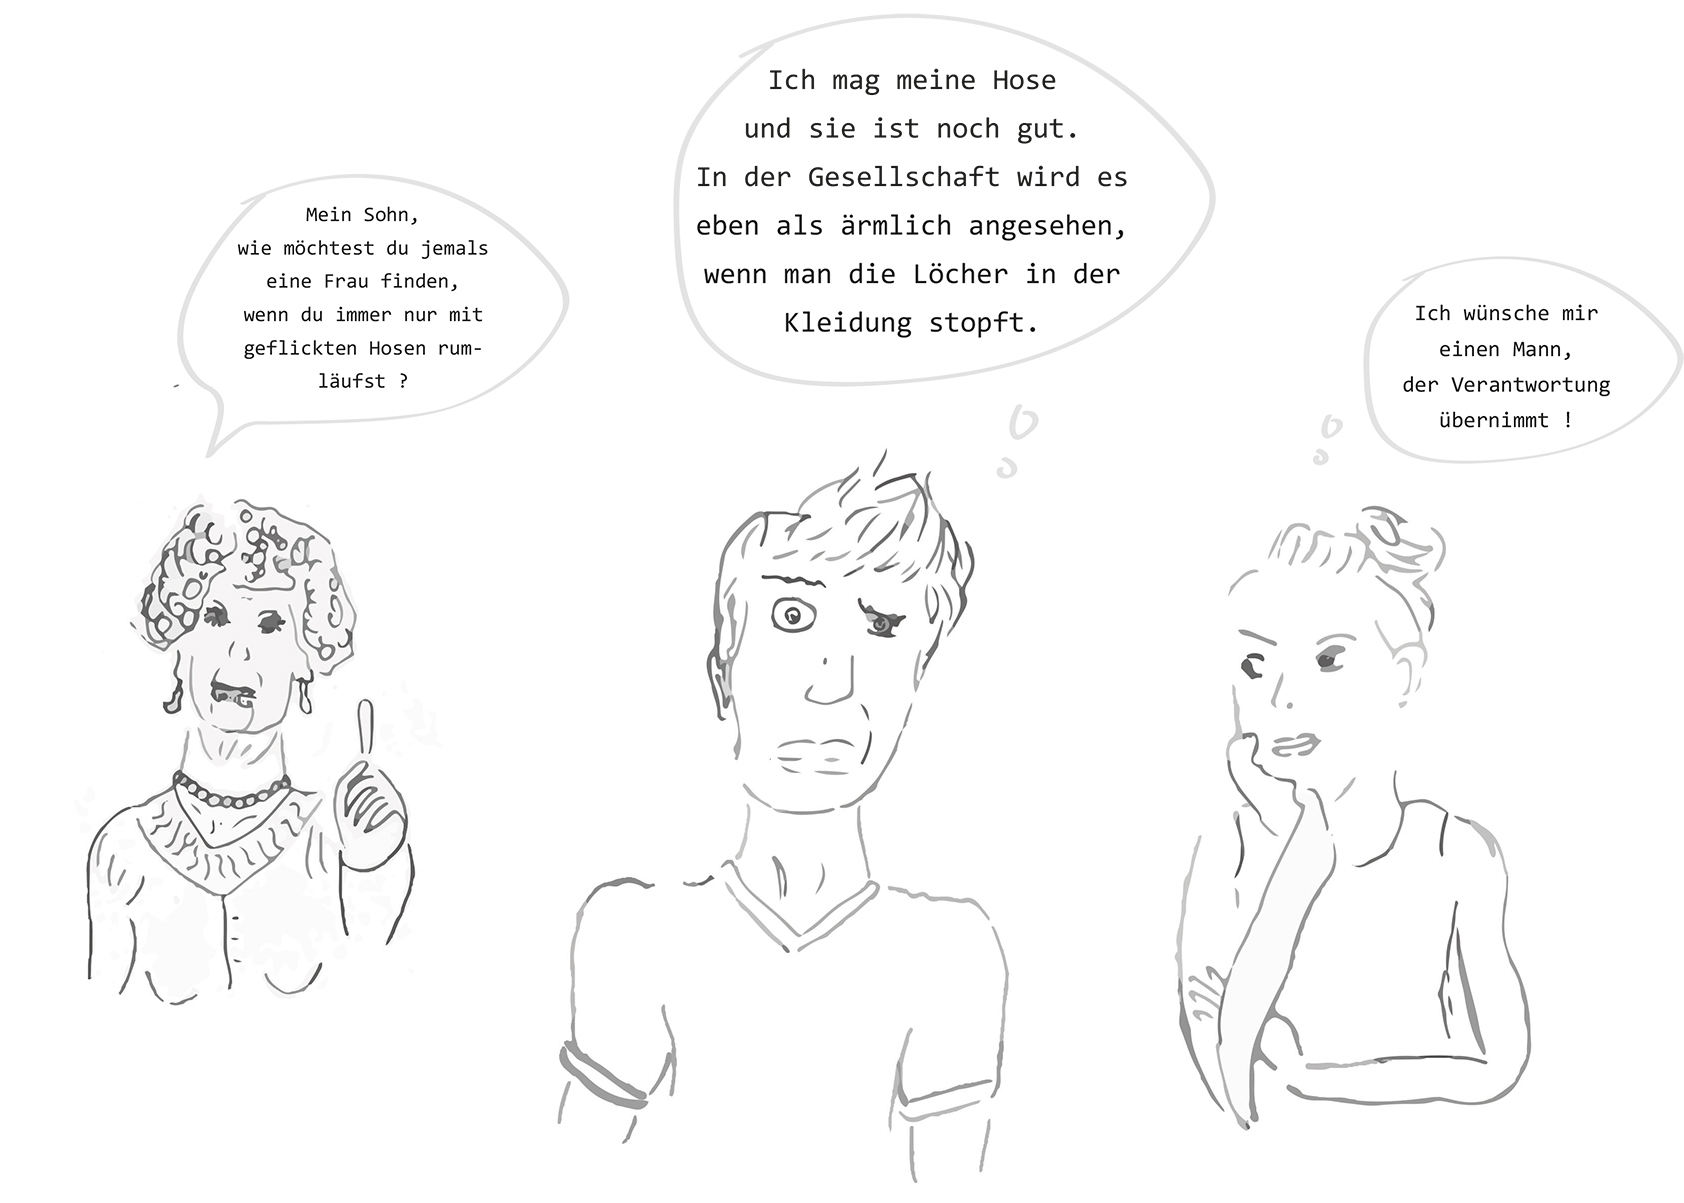 Mein Sohn,
wie möchtest du jemals
eine Frau finden,
wenn du immer nur mit
geflickten Hosen rum-
läufst ?
Ich mag meine Hose
und sie ist noch gut.
In der Gesellschaft wird es
eben als ärmlich angesehen,
wenn man die Löcher in der
Kleidung stopft.
Ich wünsche mir
einen Mann,
der Verantwortung
übernimmt !